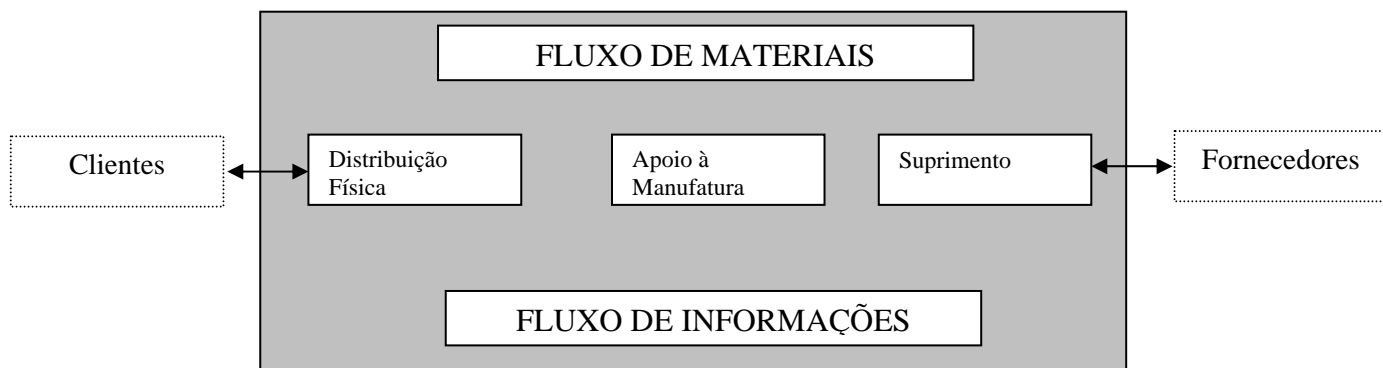 FLUXO DE MATERIAIS
Clientes
Distribuição
Física
Apoio à
Manufatura
Suprimento
Fornecedores
FLUXO DE INFORMAÇÕES